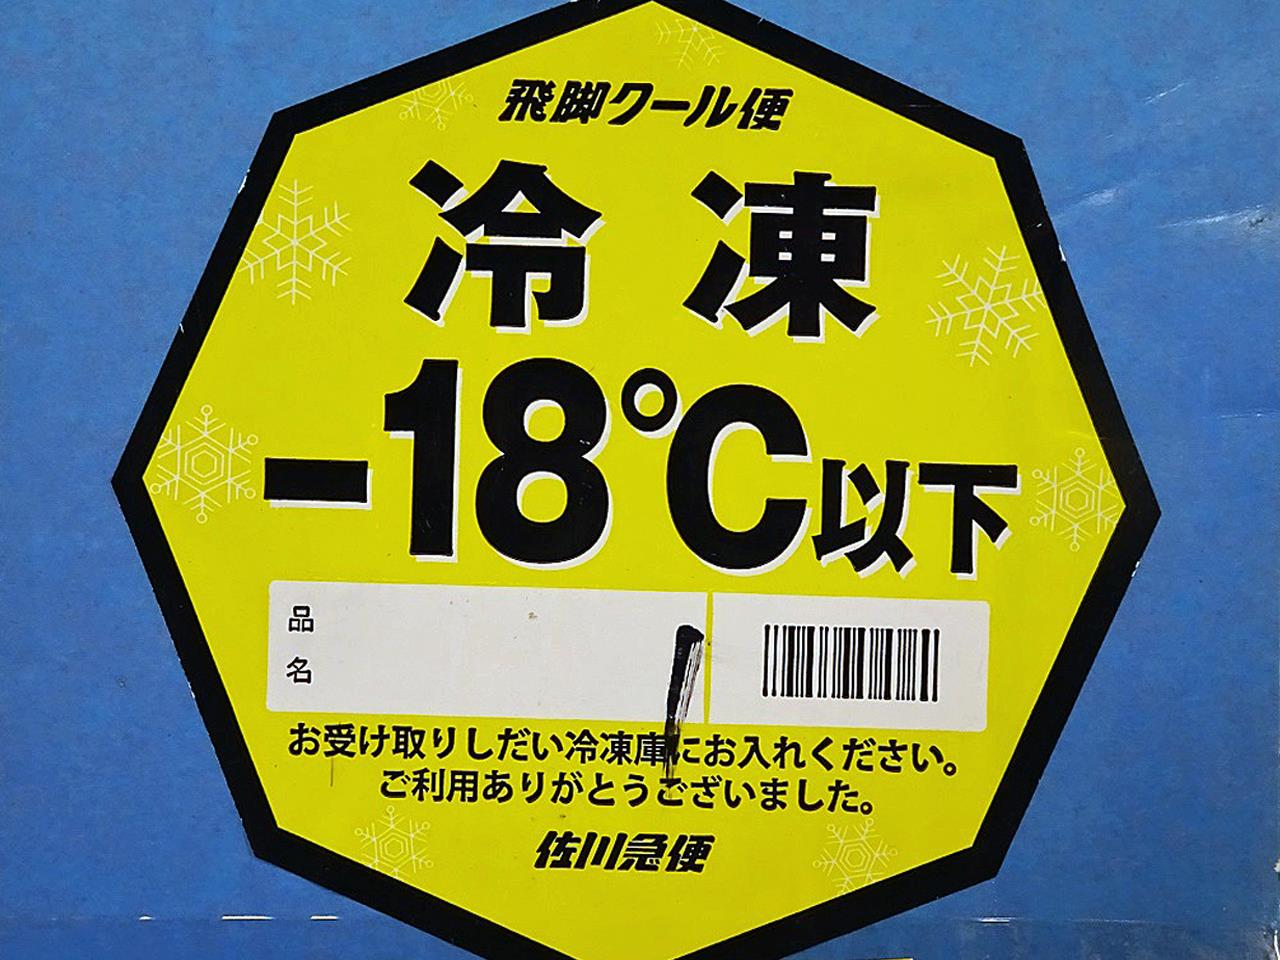 飛脚クール便
冷凍
-18℃以下
品名
お受け取りしだい冷凍庫にお入れください。
ご利用ありがとうございました。
佐川急便